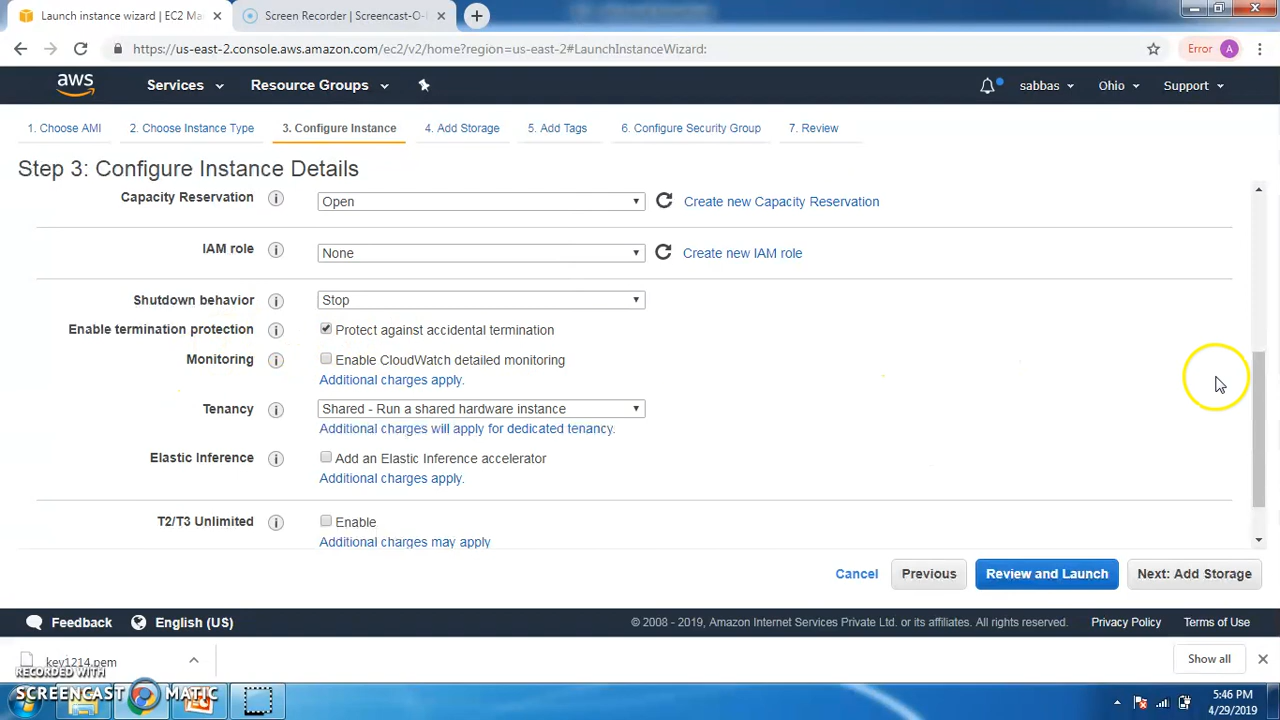 Launch instance wizard | EC2 Ma
Screen Recorder | Screencast-O-
https://us-east-2.console.aws.amazon.com/ec2/v2/home?region=us-east-2#LaunchInstanceWizard:
Error A
aws Services Resource Groups sabbas Ohio Support
1. Choose AMI 2. Choose Instance Type 3. Configure Instance 4. Add Storage 5. Add Tags 6. Configure Security Group 7. Review
Step 3: Configure Instance Details
Capacity Reservation i Open Create new Capacity Reservation
IAM role i None Create new IAM role
Shutdown behavior i Stop
Enable termination protection i Protect against accidental termination
Monitoring i Enable CloudWatch detailed monitoring
Additional charges apply.
Tenancy i Shared - Run a shared hardware instance
Additional charges will apply for dedicated tenancy.
Elastic Inference i Add an Elastic Inference accelerator
Additional charges apply.
T2/T3 Unlimited i Enable
Additional charges may apply
Cancel Previous Review and Launch Next: Add Storage
Feedback English (US) © 2008 - 2019, Amazon Internet Services Private Ltd. or its affiliates. All rights reserved. Privacy Policy Terms of Use
key1214.pem Show all
RECORDED WITH
SCREENCAST MATIC
5:46 PM
4/29/2019